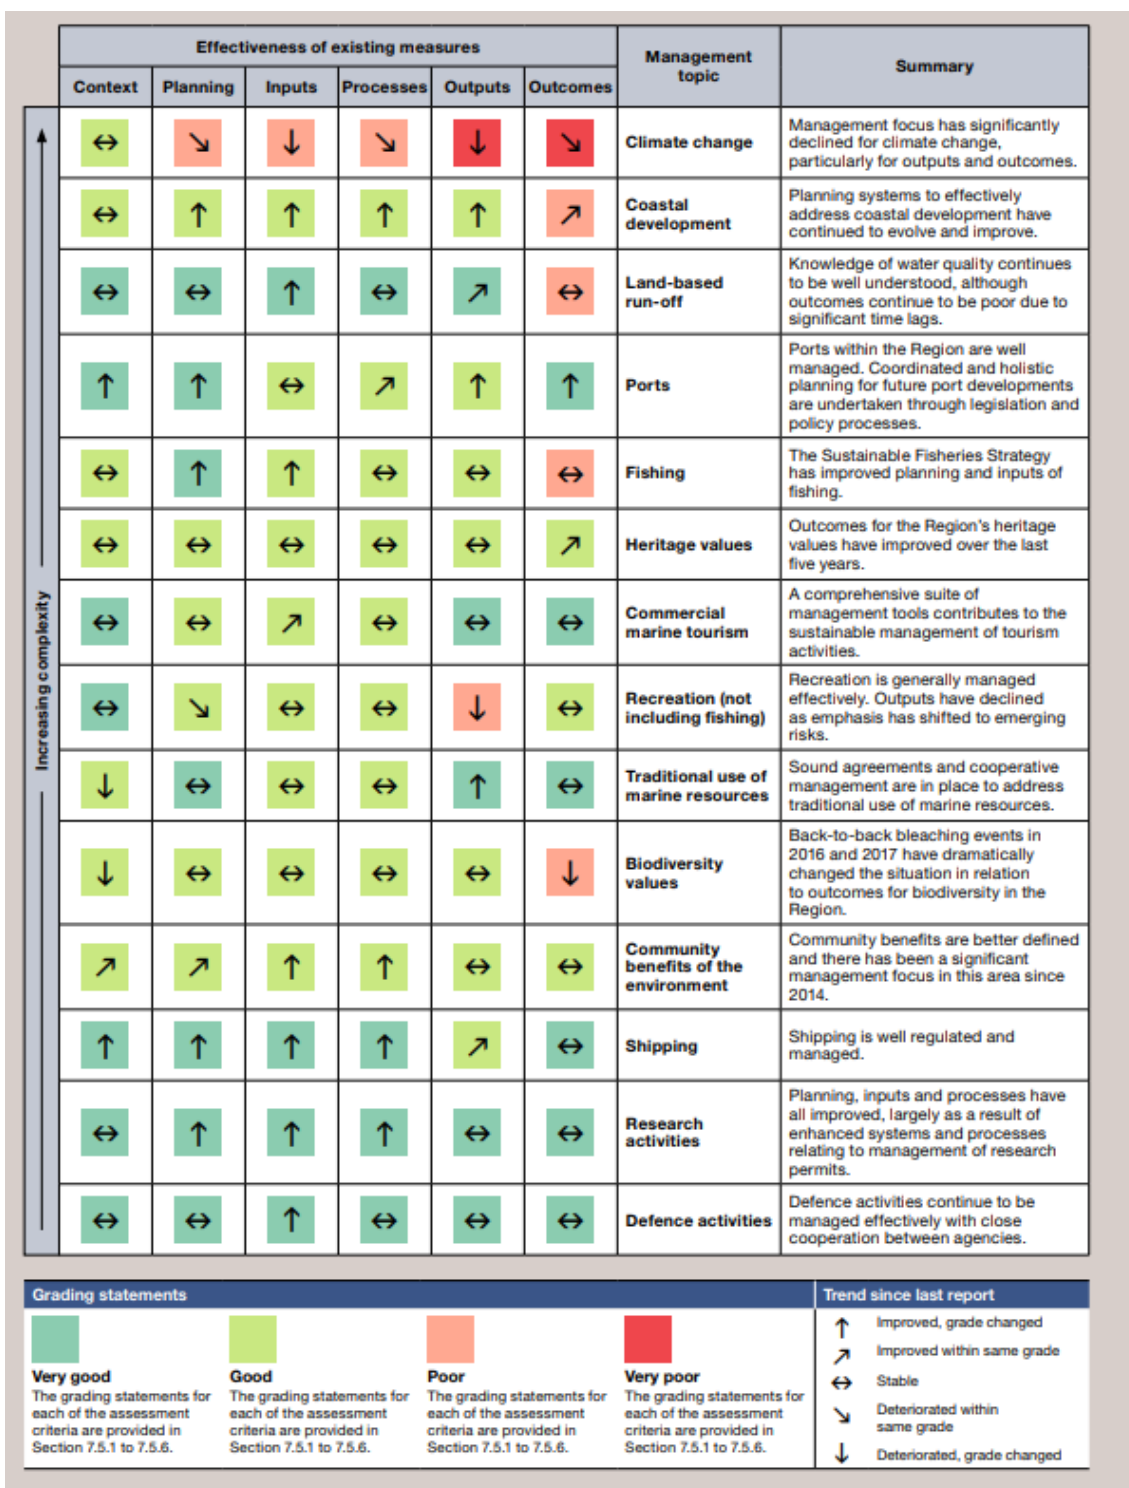 Effectiveness of existing measures
Management
topic
Summary
Context
Planning
Inputs
Processes
Outputs
Outcomes
Increasing complexity
↔ ↘ ↓ ↘ ↓ ↘
Climate change
Management focus has significantly
declined for climate change,
particularly for outputs and outcomes.
↔ ↑ ↑ ↑ ↑ ↗
Coastal
development
Planning systems to effectively
address coastal development have
continued to evolve and improve.
↔ ↔ ↑ ↔ ↗ ↔
Land-based
run-off
Knowledge of water quality continues
to be well understood, although
outcomes continue to be poor due to
significant time lags.
↑ ↑ ↔ ↗ ↑ ↑
Ports
Ports within the Region are well
managed. Coordinated and holistic
planning for future port developments
are undertaken through legislation and
policy processes.
↔ ↑ ↑ ↔ ↔ ↔
Fishing
The Sustainable Fisheries Strategy
has improved planning and inputs of
fishing.
↔ ↔ ↔ ↔ ↔ ↗
Heritage values
Outcomes for the Region's heritage
values have improved over the last
five years.
↔ ↔ ↗ ↔ ↔ ↔
Commercial
marine tourism
A comprehensive suite of
management tools contributes to the
sustainable management of tourism
activities.
↔ ↘ ↔ ↔ ↓ ↔
Recreation (not
including fishing)
Recreation is generally managed
effectively. Outputs have declined
as emphasis has shifted to emerging
risks.
↓ ↔ ↔ ↔ ↑ ↔
Traditional use of
marine resources
Sound agreements and cooperative
management are in place to address
traditional use of marine resources.
↓ ↔ ↔ ↔ ↔ ↓
Biodiversity
values
Back-to-back bleaching events in
2016 and 2017 have dramatically
changed the situation in relation
to outcomes for biodiversity in the
Region.
↗ ↗ ↑ ↑ ↔ ↔
Community
benefits of the
environment
Community benefits are better defined
and there has been a significant
management focus in this area since
2014.
↑ ↑ ↑ ↑ ↗ ↔
Shipping
Shipping is well regulated and
managed.
↔ ↑ ↑ ↑ ↔ ↔
Research
activities
Planning, inputs and processes have
all improved, largely as a result of
enhanced systems and processes
relating to management of research
permits.
↔ ↔ ↑ ↔ ↔ ↔
Defence activities
Defence activities continue to be
managed effectively with close
cooperation between agencies.
Grading statements
Very good
The grading statements for
each of the assessment
criteria are provided in
Section 7.5.1 to 7.5.6.
Good
The grading statements for
each of the assessment
criteria are provided in
Section 7.5.1 to 7.5.6.
Poor
The grading statements for
each of the assessment
criteria are provided in
Section 7.5.1 to 7.5.6.
Very poor
The grading statements for
each of the assessment
criteria are provided in
Section 7.5.1 to 7.5.6.
Trend since last report
↑ Improved, grade changed
↗ Improved within same grade
↔ Stable
↘ Deteriorated within
same grade
↓ Deteriorated, grade changed